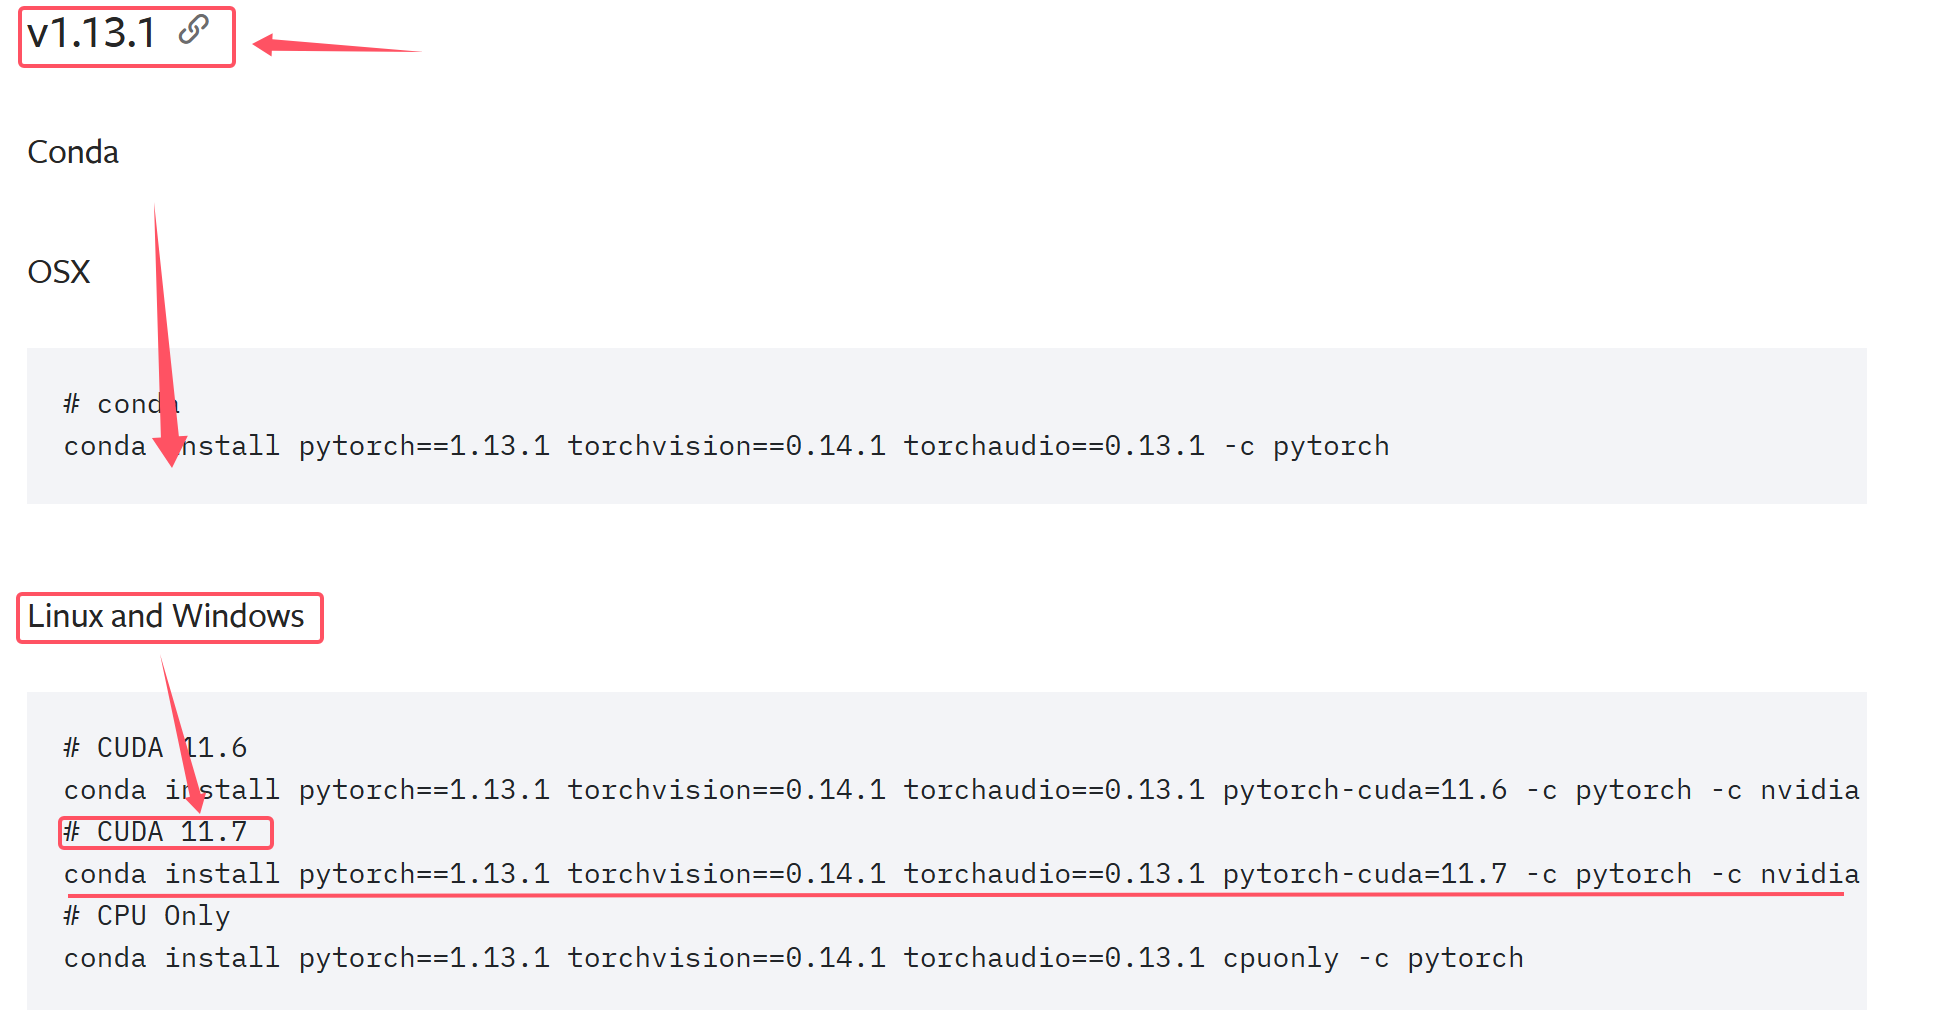 v1.13.1
Conda
OSX
# conda
conda install pytorch==1.13.1 torchvision==0.14.1 torchaudio==0.13.1 -c pytorch
Linux and Windows
# CUDA 11.6
conda install pytorch==1.13.1 torchvision==0.14.1 torchaudio==0.13.1 pytorch-cuda=11.6 -c pytorch -c nvidia
# CUDA 11.7
conda install pytorch==1.13.1 torchvision==0.14.1 torchaudio==0.13.1 pytorch-cuda=11.7 -c pytorch -c nvidia
# CPU Only
conda install pytorch==1.13.1 torchvision==0.14.1 torchaudio==0.13.1 cpuonly -c pytorch